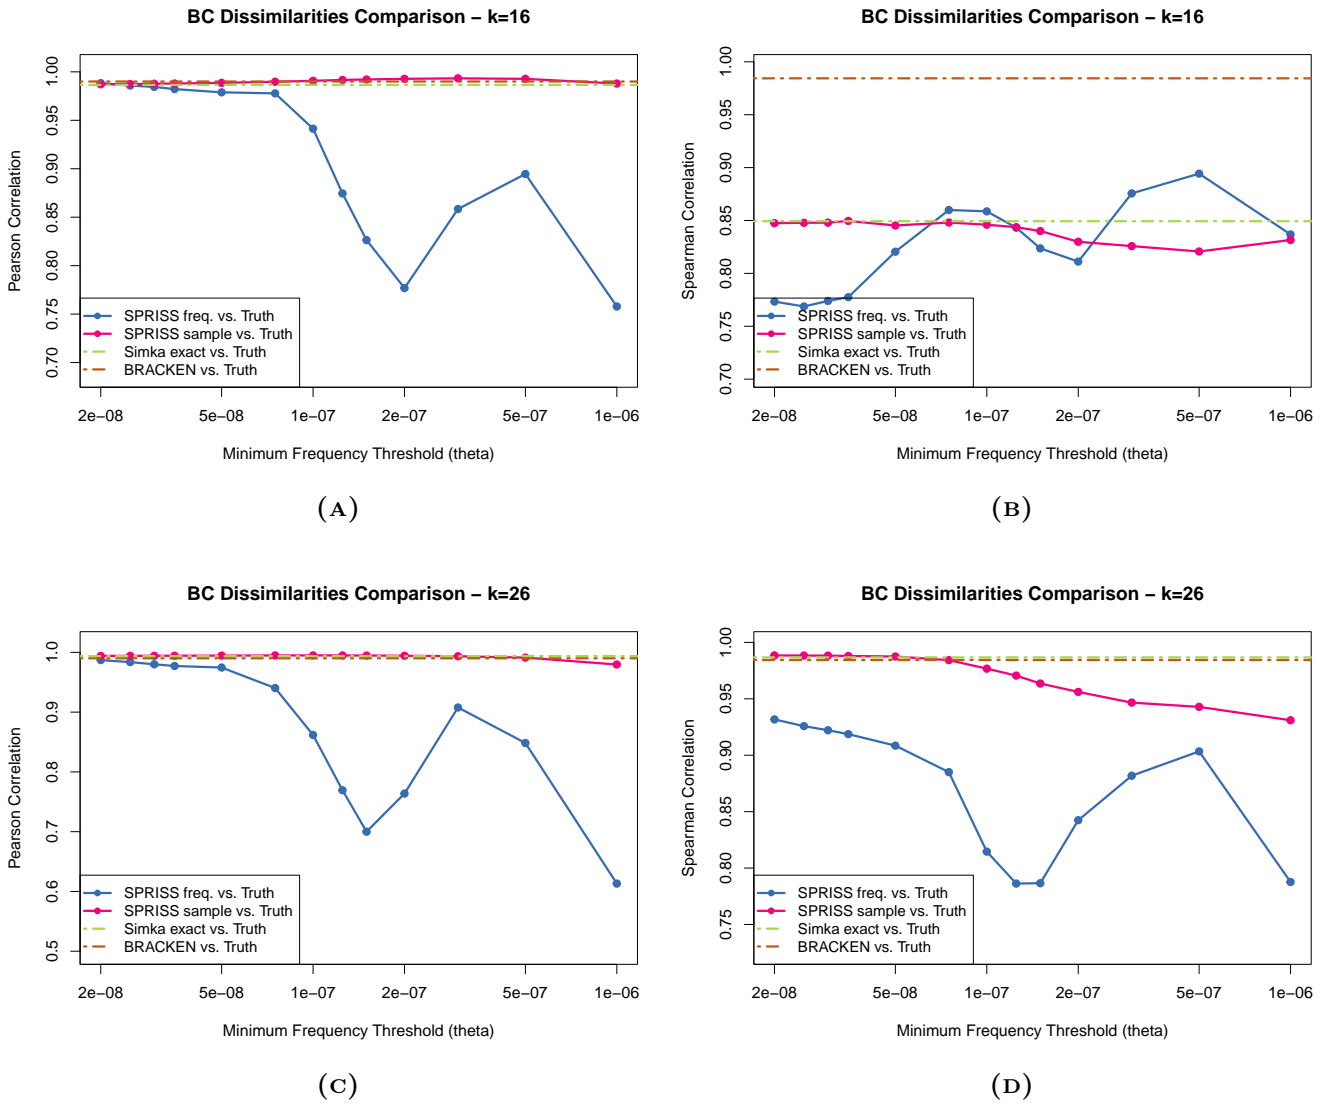 BC Dissimilarities Comparison – k=16
Pearson Correlation
1.00
0.95
0.90
0.85
0.80
0.75
0.70
SPRISS freq. vs. Truth
SPRISS sample vs. Truth
Simka exact vs. Truth
BRACKEN vs. Truth
2e−08 5e−08 1e−07 2e−07 5e−07 1e−06
Minimum Frequency Threshold (theta)
(A)
BC Dissimilarities Comparison – k=16
Spearman Correlation
1.00
0.95
0.90
0.85
0.80
0.75
0.70
SPRISS freq. vs. Truth
SPRISS sample vs. Truth
Simka exact vs. Truth
BRACKEN vs. Truth
2e−08 5e−08 1e−07 2e−07 5e−07 1e−06
Minimum Frequency Threshold (theta)
(B)
BC Dissimilarities Comparison – k=26
Pearson Correlation
1.0
0.9
0.8
0.7
0.6
0.5
SPRISS freq. vs. Truth
SPRISS sample vs. Truth
Simka exact vs. Truth
BRACKEN vs. Truth
2e−08 5e−08 1e−07 2e−07 5e−07 1e−06
Minimum Frequency Threshold (theta)
(C)
BC Dissimilarities Comparison – k=26
Spearman Correlation
1.00
0.95
0.90
0.85
0.80
0.75
SPRISS freq. vs. Truth
SPRISS sample vs. Truth
Simka exact vs. Truth
BRACKEN vs. Truth
2e−08 5e−08 1e−07 2e−07 5e−07 1e−06
Minimum Frequency Threshold (theta)
(D)